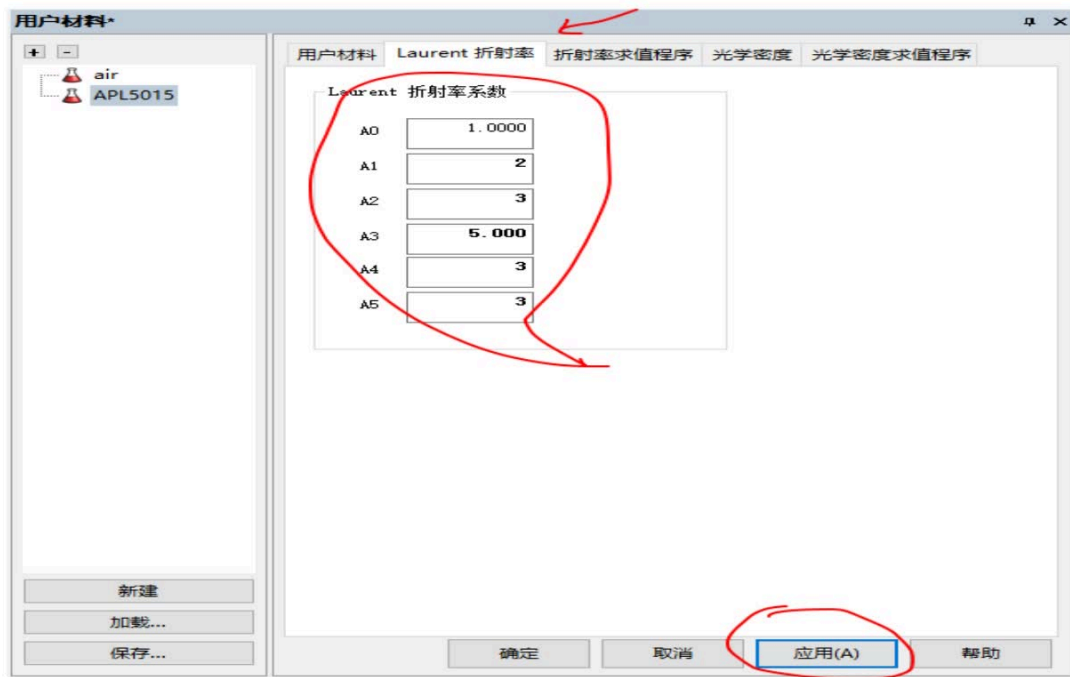 用户材料*
air
APL5015
新建
加载...
保存...
用户材料 Laurent 折射率 折射率求值程序 光学密度 光学密度求值程序
Laurent 折射率系数
A0 1.0000
A1 2
A2 3
A3 5.000
A4 3
A5 3
确定 取消 应用(A) 帮助